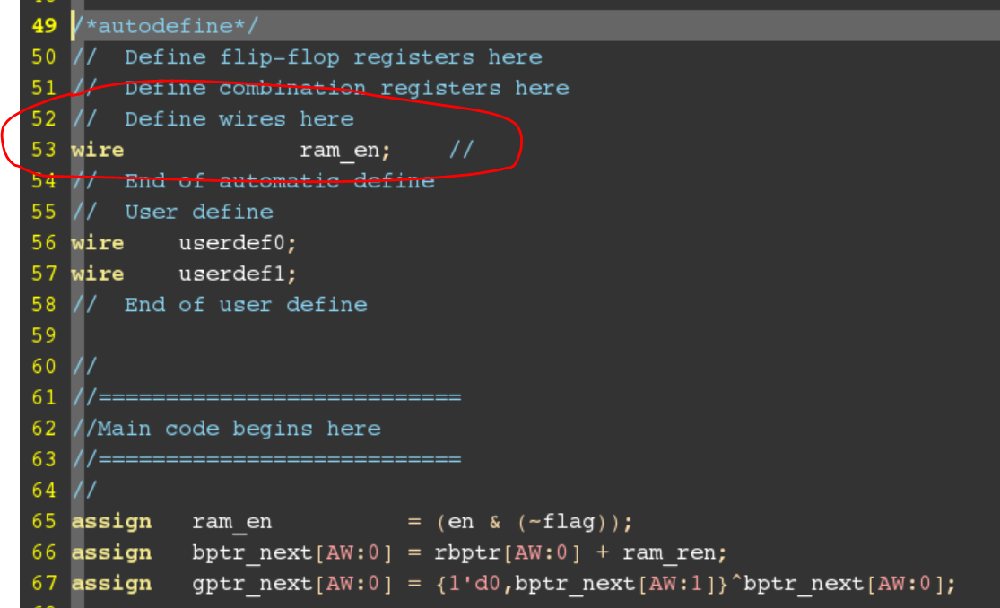 49 /*autodefine*/
50 //  Define flip-flop registers here
51 //  Define combination registers here
52 //  Define wires here
53 wire             ram_en;    //
54 //  End of automatic define
55 //  User define
56 wire    userdef0;
57 wire    userdef1;
58 //  End of user define
59
60 //
61 //===========================
62 //Main code begins here
63 //===========================
64 //
65 assign   ram_en          = (en & (~flag));
66 assign   bptr_next[AW:0] = rbptr[AW:0] + ram_ren;
67 assign   gptr_next[AW:0] = {1'd0,bptr_next[AW:1]}^bptr_next[AW:0];